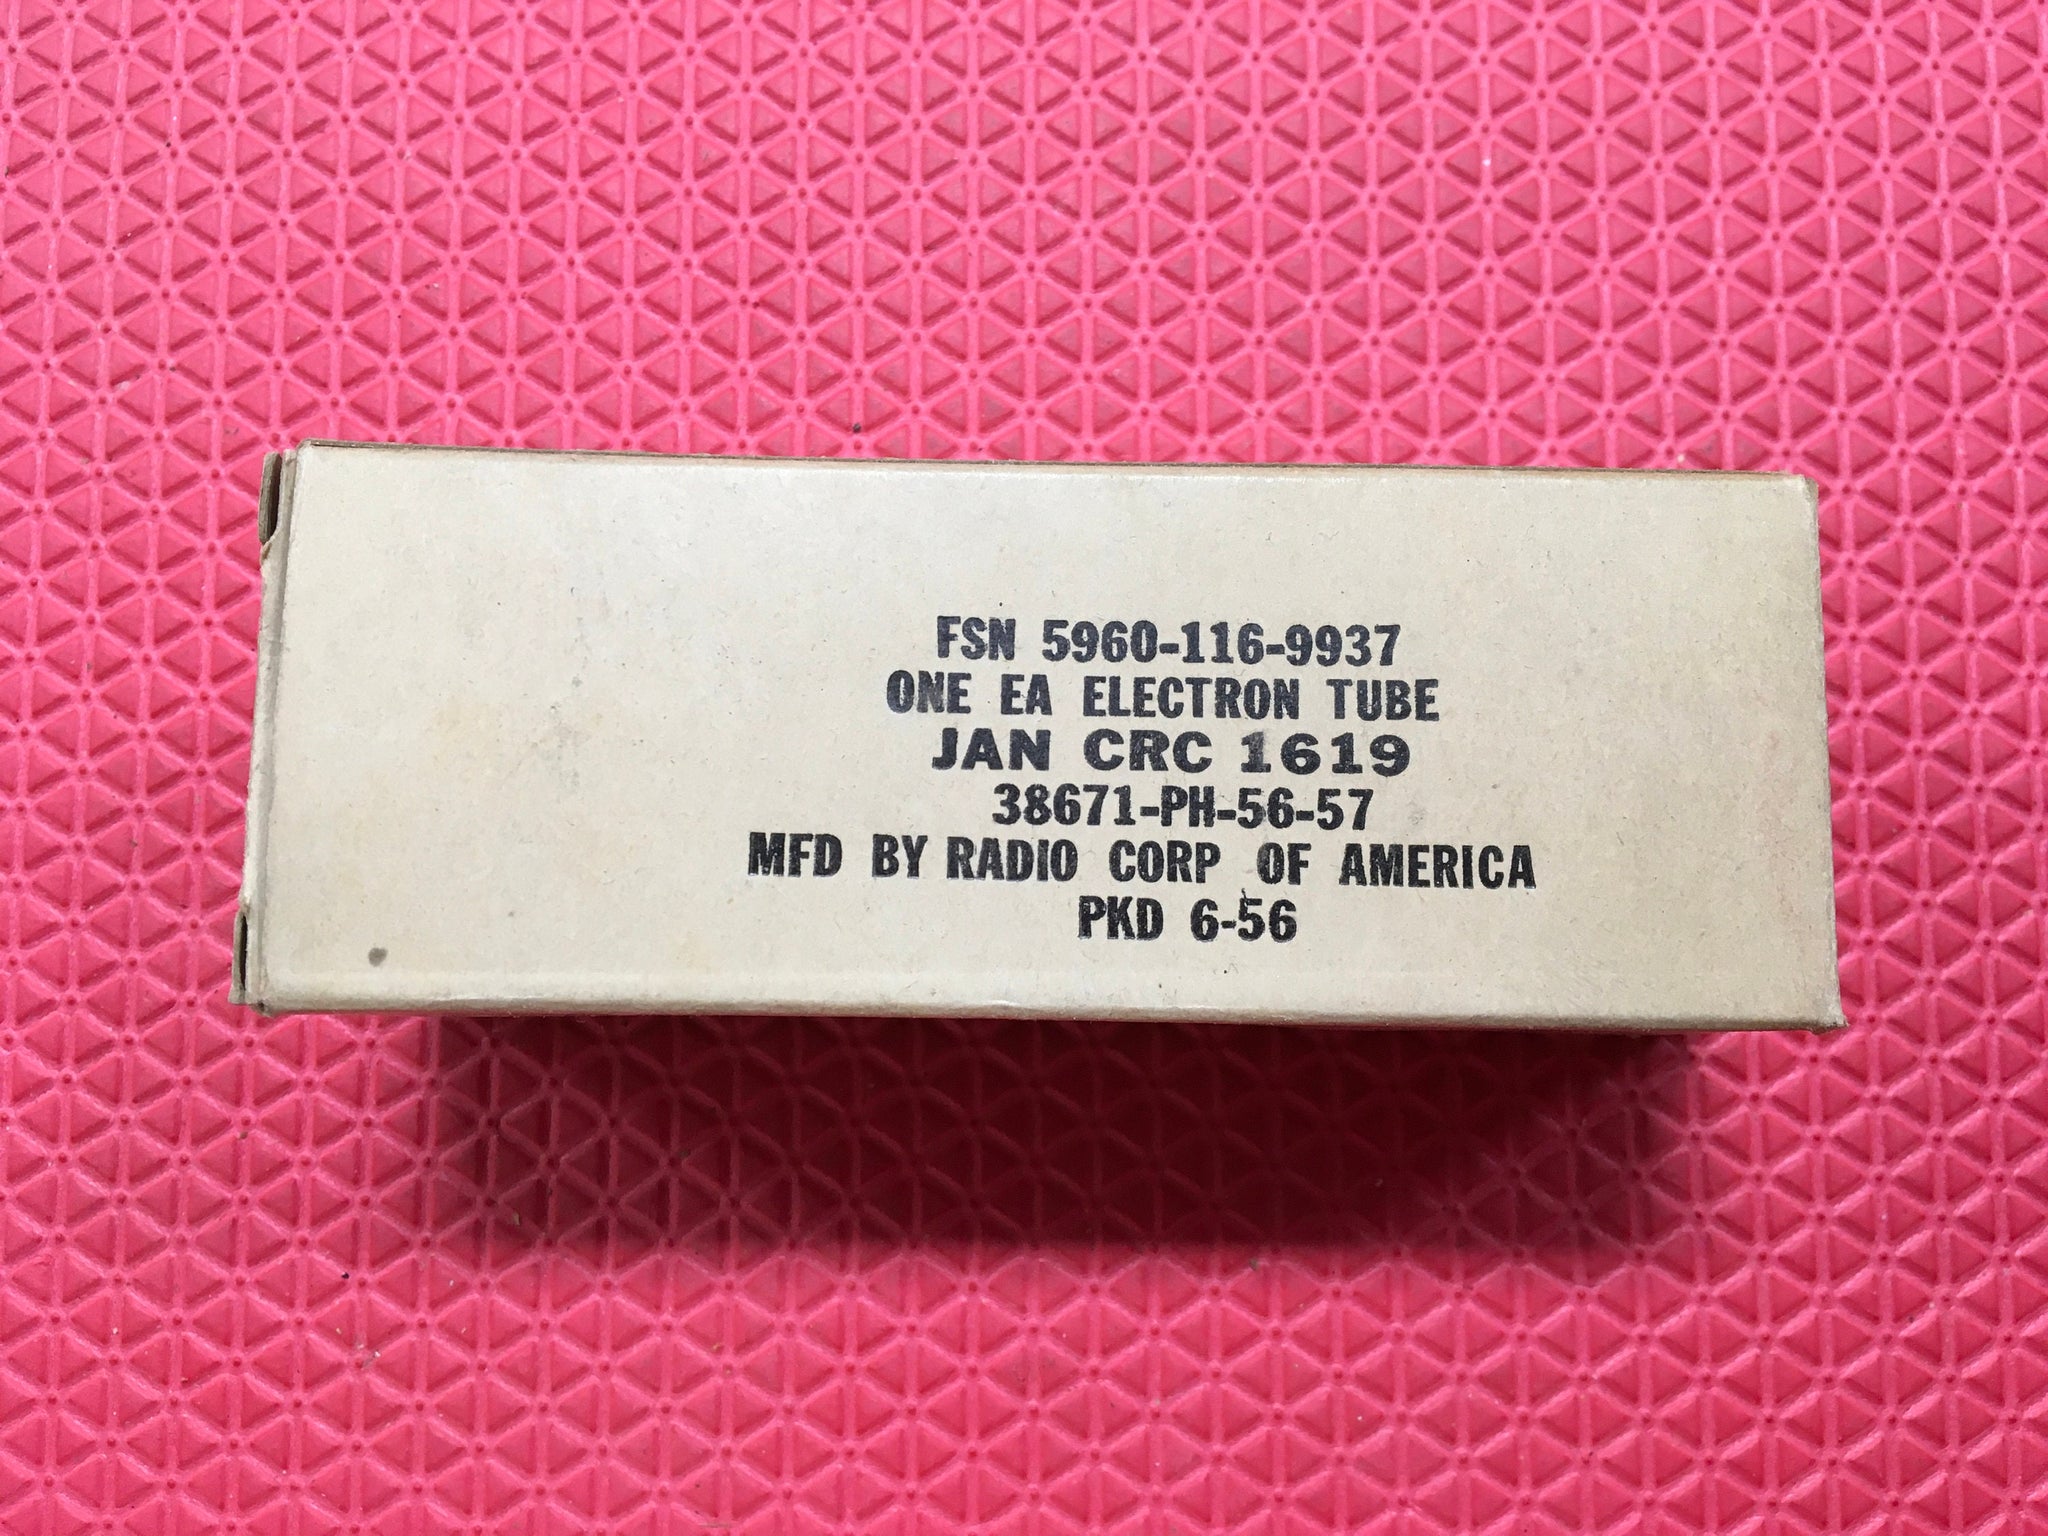 FSN 5960-116-9937
ONE EA ELECTRON TUBE
JAN CRC 1619
38671-PH-56-57
MFD BY RADIO CORP OF AMERICA
PKD 6-56